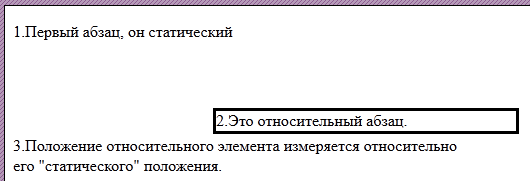 1.Первый абзац, он статический
2.Это относительный абзац.
3.Положение относительного элемента измеряется относительно
его "статического" положения.